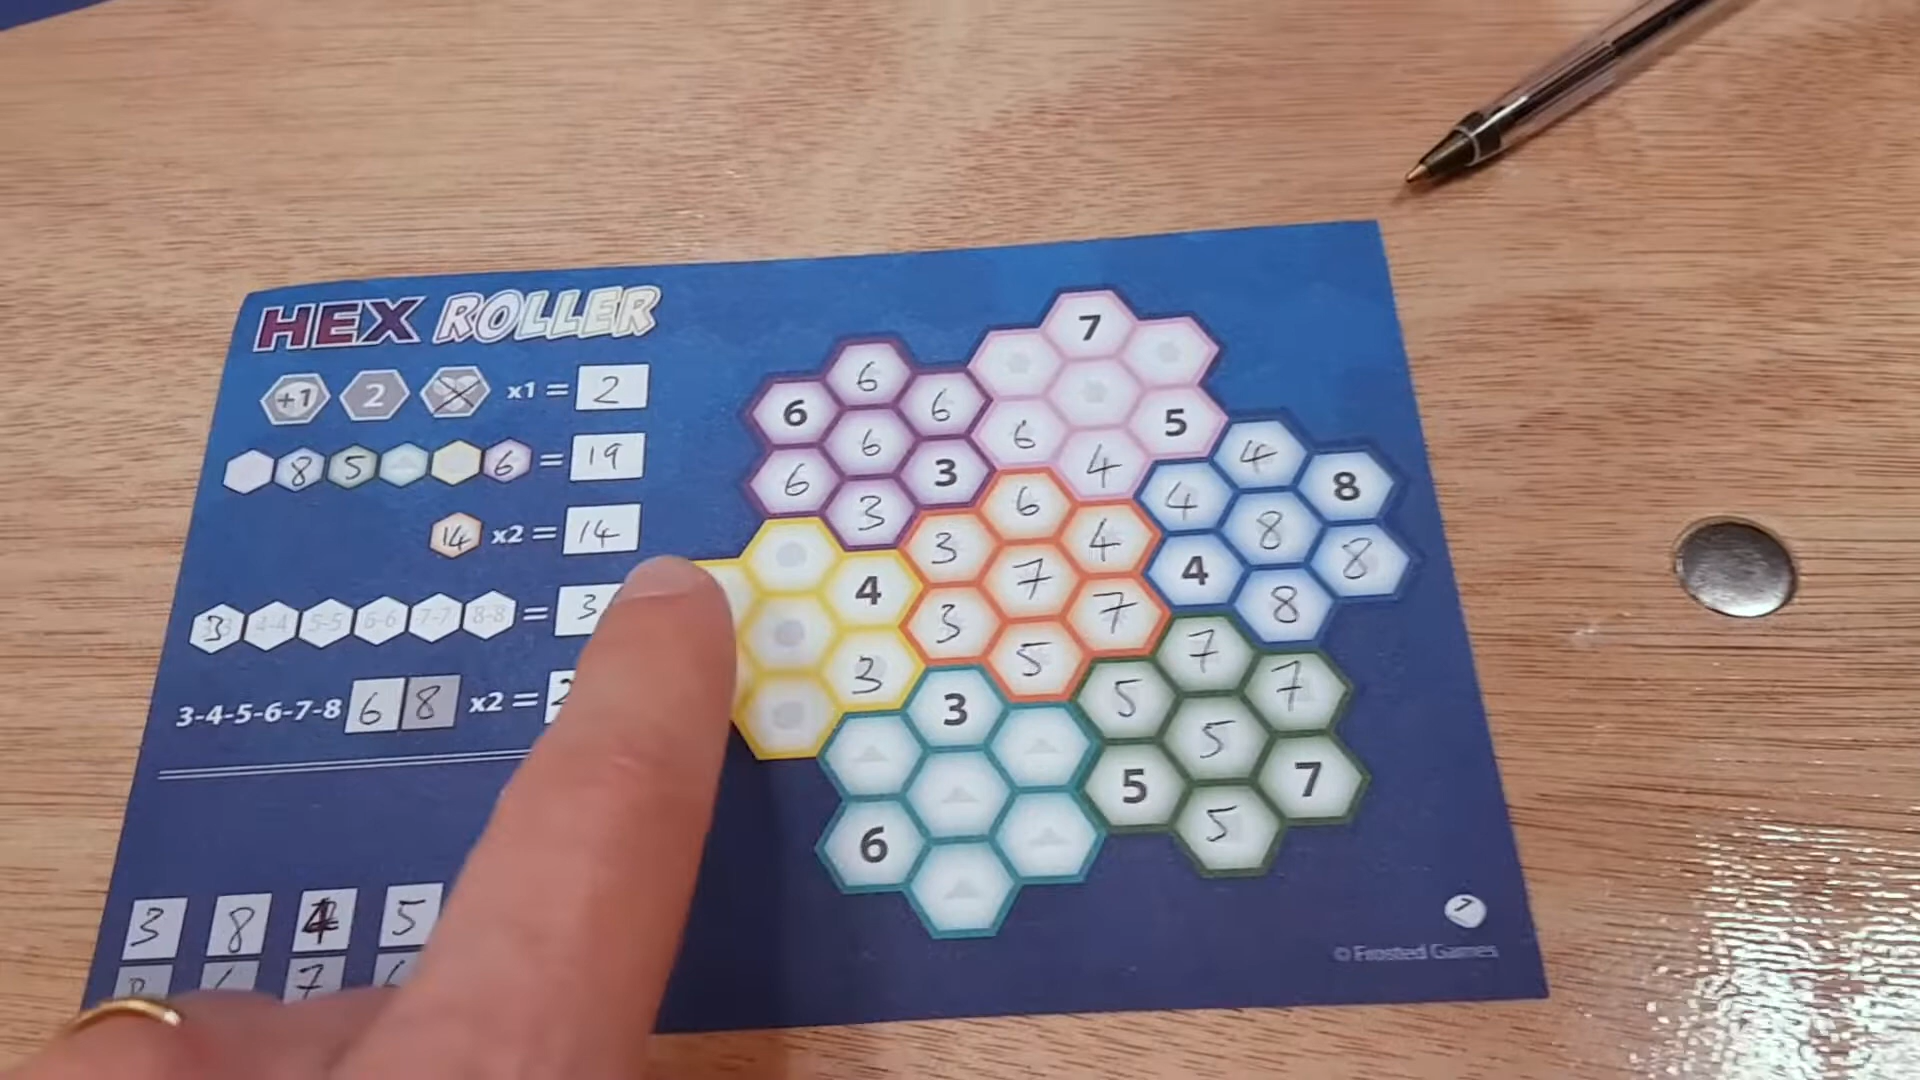 HEX ROLLER
+1 2 x1 = 2
8 5 6 = 19
14 x2 = 14
3 4-4 5-5 6-6 7-7 8-8 = 3
3-4-5-6-7-8 6 8 x2 = 2
3 8 4 5
7
7
6
6 6
5
6 6 4
6 3 4 8
6 3 6 4 8
3 4 4 8
4 7 8
3 7
3 5 7
3 5 7
5
5 7
6 5
© Frosted Games